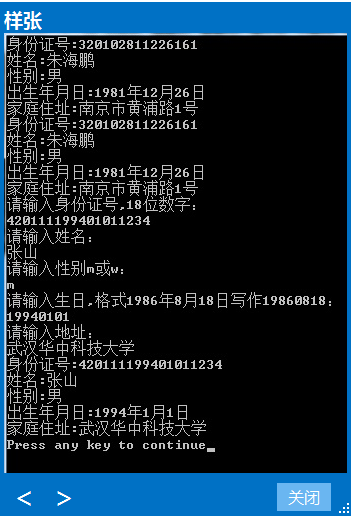 样张
身份证号:320102811226161
姓名:朱海鹏
性别:男
出生年月日:1981年12月26日
家庭住址:南京市黄浦路1号
身份证号:320102811226161
姓名:朱海鹏
性别:男
出生年月日:1981年12月26日
家庭住址:南京市黄浦路1号
请输入身份证号,18位数字:
420111199401011234
请输入姓名:
张山
请输入性别m或w:
m
请输入生日,格式1986年8月18日写作19860818:
19940101
请输入地址:
武汉华中科技大学
身份证号:420111199401011234
姓名:张山
性别:男
出生年月日:1994年1月1日
家庭住址:武汉华中科技大学
Press any key to continue_
< > 关闭